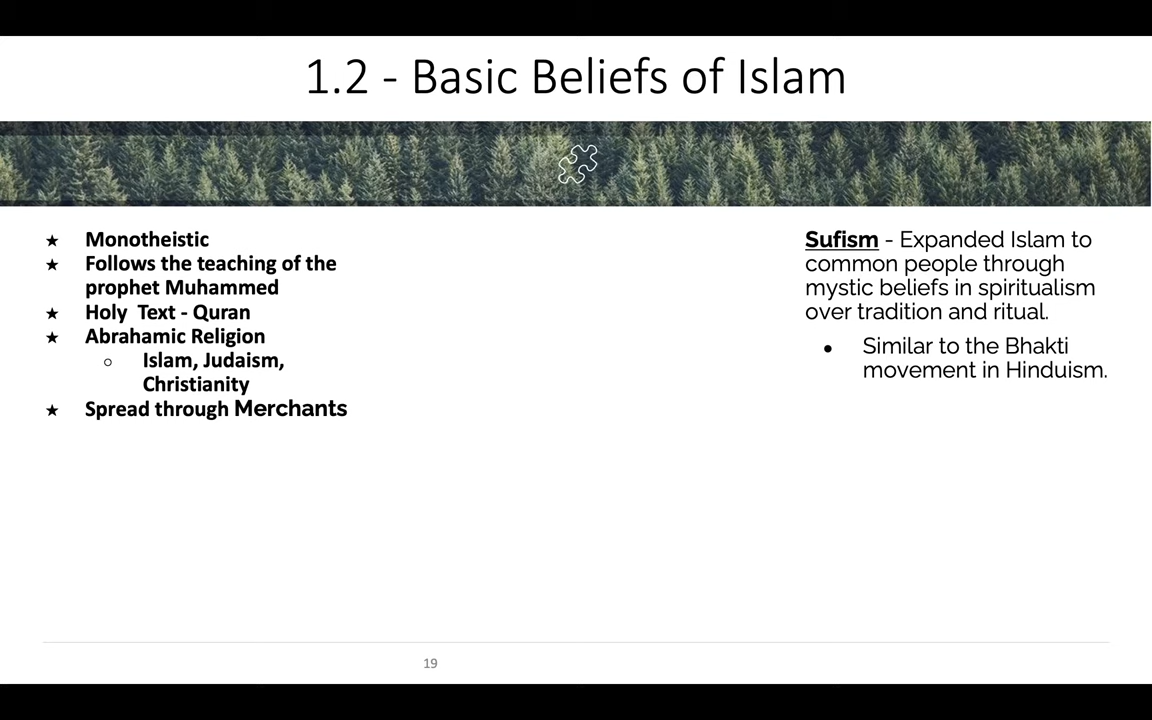 1.2 - Basic Beliefs of Islam
★ Monotheistic
★ Follows the teaching of the
prophet Muhammed
★ Holy Text - Quran
★ Abrahamic Religion
○ Islam, Judaism,
Christianity
★ Spread through Merchants
Sufism - Expanded Islam to
common people through
mystic beliefs in spiritualism
over tradition and ritual.
● Similar to the Bhakti
movement in Hinduism.
19